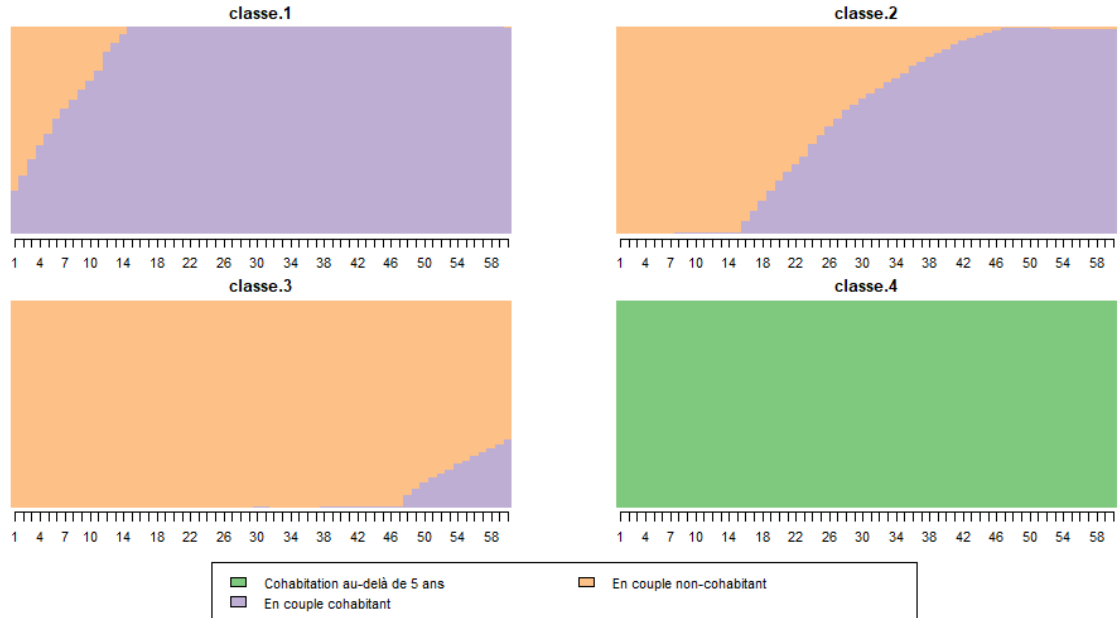 classe.1
classe.2
1 4 7 10 14 18 22 26 30 34 38 42 46 50 54 58
1 4 7 10 14 18 22 26 30 34 38 42 46 50 54 58
classe.3
classe.4
1 4 7 10 14 18 22 26 30 34 38 42 46 50 54 58
1 4 7 10 14 18 22 26 30 34 38 42 46 50 54 58
Cohabitation au-delà de 5 ans
En couple non-cohabitant
En couple cohabitant